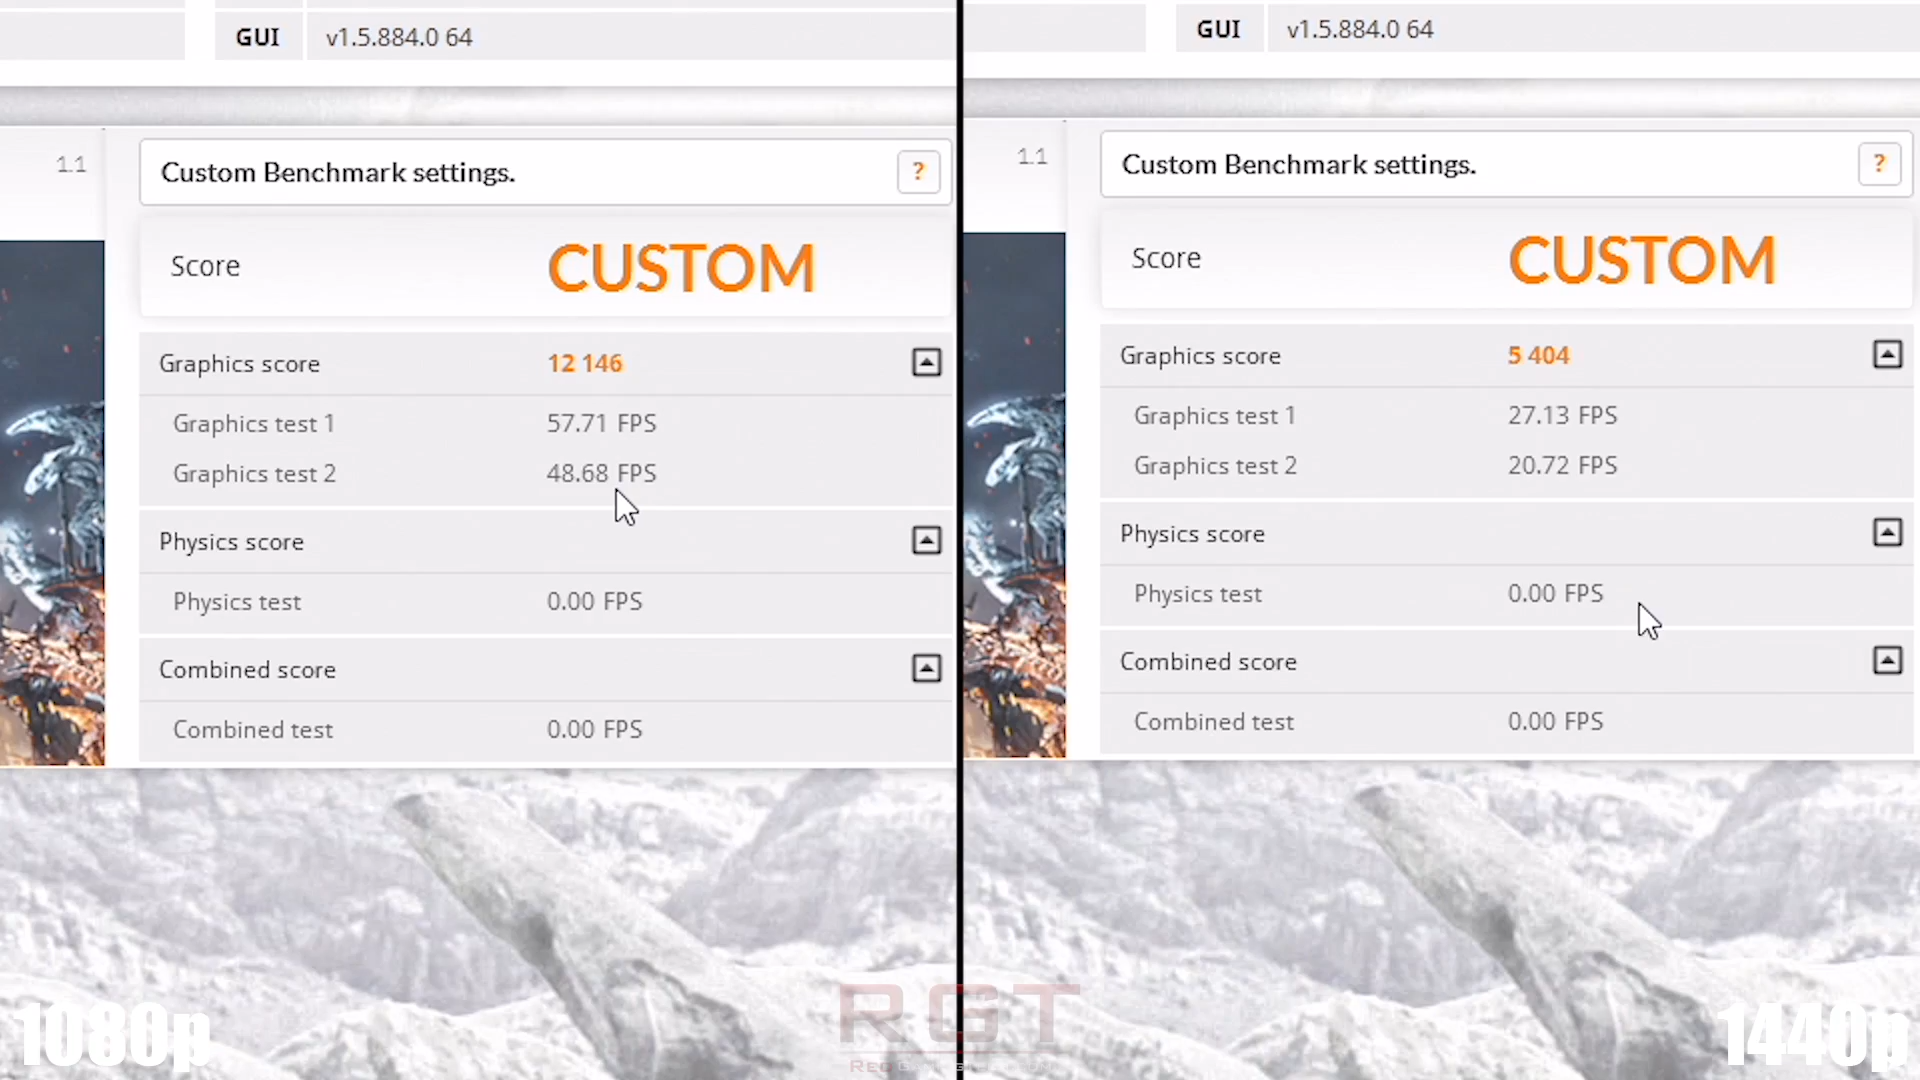 GUI v1.5.884.0 64
1.1
Custom Benchmark settings. ?
Score CUSTOM
Graphics score 12 146
Graphics test 1 57.71 FPS
Graphics test 2 48.68 FPS
Physics score
Physics test 0.00 FPS
Combined score
Combined test 0.00 FPS
1080p
GUI v1.5.884.0 64
1.1
Custom Benchmark settings. ?
Score CUSTOM
Graphics score 5 404
Graphics test 1 27.13 FPS
Graphics test 2 20.72 FPS
Physics score
Physics test 0.00 FPS
Combined score
Combined test 0.00 FPS
1440p
RGT